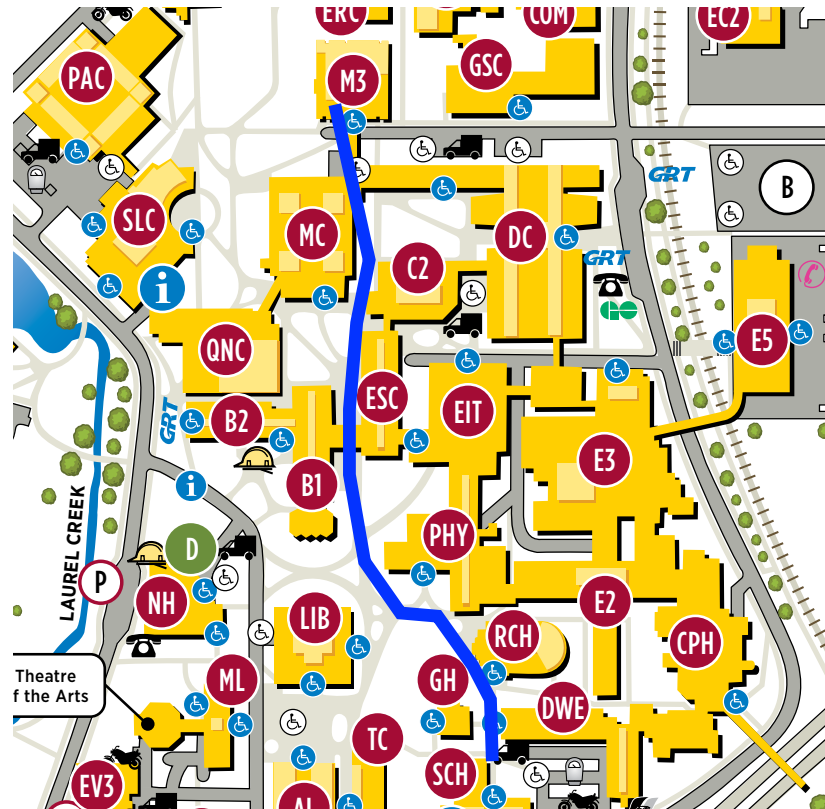 ERC
COM
EC2
PAC
M3
GSC
GRT
B
SLC
MC
DC
C2
GRT
i
GO
QNC
E5
ESC
EIT
B2
GRT
E3
i
B1
D
PHY
LAUREL CREEK
P
NH
E2
LIB
RCH
CPH
Theatre
f the Arts
ML
GH
DWE
TC
EV3
SCH
AL